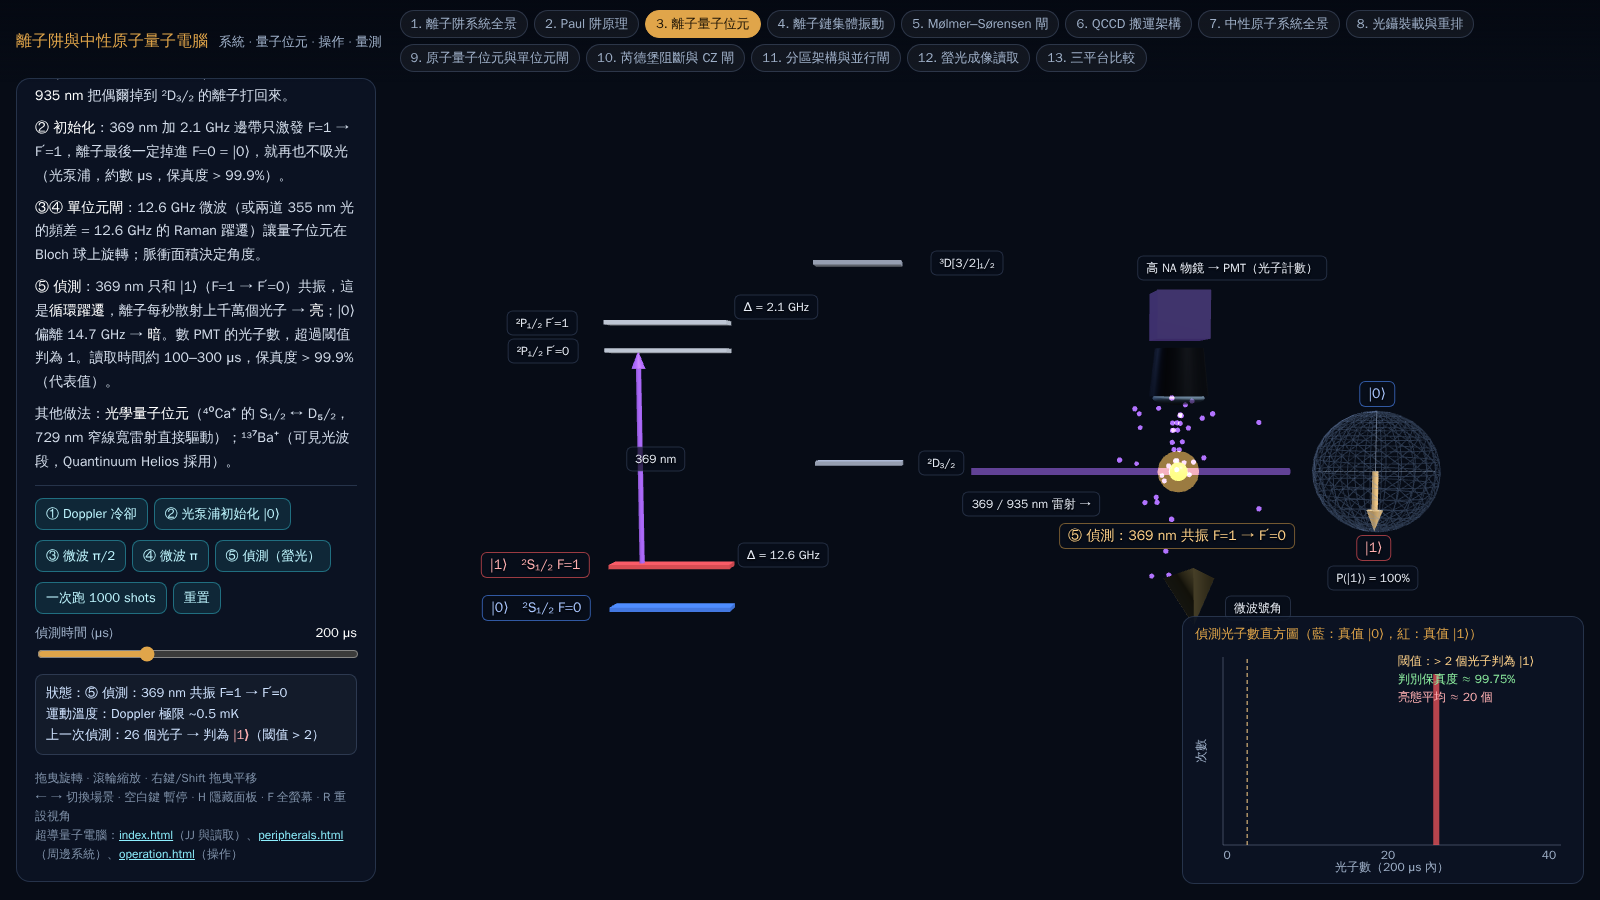 離子阱與中性原子量子電腦 系統 · 量子位元 · 操作 · 量測
1. 離子阱系統全景
2. Paul 阱原理
3. 離子量子位元
4. 離子鏈集體振動
5. Mølmer–Sørensen 閘
6. QCCD 搬運架構
7. 中性原子系統全景
8. 光鑷裝載與重排
9. 原子量子位元與單位元閘
10. 芮德堡阻斷與 CZ 閘
11. 分區架構與並行閘
12. 螢光成像讀取
13. 三平台比較
935 nm 把偶爾掉到 ²D₃/₂ 的離子打回來。
② 初始化：369 nm 加 2.1 GHz 邊帶只激發 F=1 →
F′=1，離子最後一定掉進 F=0 = |0⟩，就再也不吸光
（光泵浦，約數 µs，保真度 > 99.9%）。
③④ 單位元閘：12.6 GHz 微波（或兩道 355 nm 光
的頻差 = 12.6 GHz 的 Raman 躍遷）讓量子位元在
Bloch 球上旋轉；脈衝面積決定角度。
⑤ 偵測：369 nm 只和 |1⟩（F=1 → F′=0）共振，這
是循環躍遷，離子每秒散射上千萬個光子 → 亮；|0⟩
偏離 14.7 GHz → 暗。數 PMT 的光子數，超過閾值
判為 1。讀取時間約 100–300 µs，保真度 > 99.9%
（代表值）。
其他做法：光學量子位元（⁴⁰Ca⁺ 的 S₁/₂ ↔ D₅/₂，
729 nm 窄線寬雷射直接驅動）；¹³⁷Ba⁺（可見光波
段，Quantinuum Helios 採用）。
① Doppler 冷卻
② 光泵浦初始化 |0⟩
③ 微波 π/2
④ 微波 π
⑤ 偵測（螢光）
一次跑 1000 shots
重置
偵測時間 (µs) 200 µs
狀態：⑤ 偵測：369 nm 共振 F=1 → F′=0
運動溫度：Doppler 極限 ~0.5 mK
上一次偵測：26 個光子 → 判為 |1⟩（閾值 > 2）
拖曳旋轉 · 滾輪縮放 · 右鍵/Shift 拖曳平移
← → 切換場景 · 空白鍵 暫停 · H 隱藏面板 · F 全螢幕 · R 重
設視角
超導量子電腦：index.html（JJ 與讀取）、peripherals.html
（周邊系統）、operation.html（操作）
³D[3/2]₁/₂
Δ = 2.1 GHz
²P₁/₂ F′=1
²P₁/₂ F′=0
369 nm
²D₃/₂
Δ = 12.6 GHz
|1⟩ ²S₁/₂ F=1
|0⟩ ²S₁/₂ F=0
高 NA 物鏡 → PMT（光子計數）
369 / 935 nm 雷射 →
⑤ 偵測：369 nm 共振 F=1 → F′=0
微波號角
|0⟩
|1⟩
P(|1⟩) = 100%
偵測光子數直方圖（藍：真值 |0⟩，紅：真值 |1⟩）
閾值：> 2 個光子判為 |1⟩
判別保真度 ≈ 99.75%
亮態平均 ≈ 20 個
次數
0 20 40
光子數（200 µs 內）